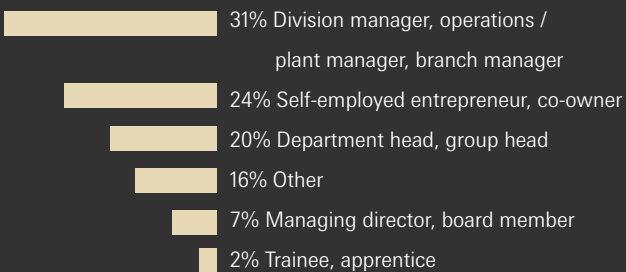 31% Division manager, operations /
plant manager, branch manager
24% Self-employed entrepreneur, co-owner
20% Department head, group head
16% Other
7% Managing director, board member
2% Trainee, apprentice